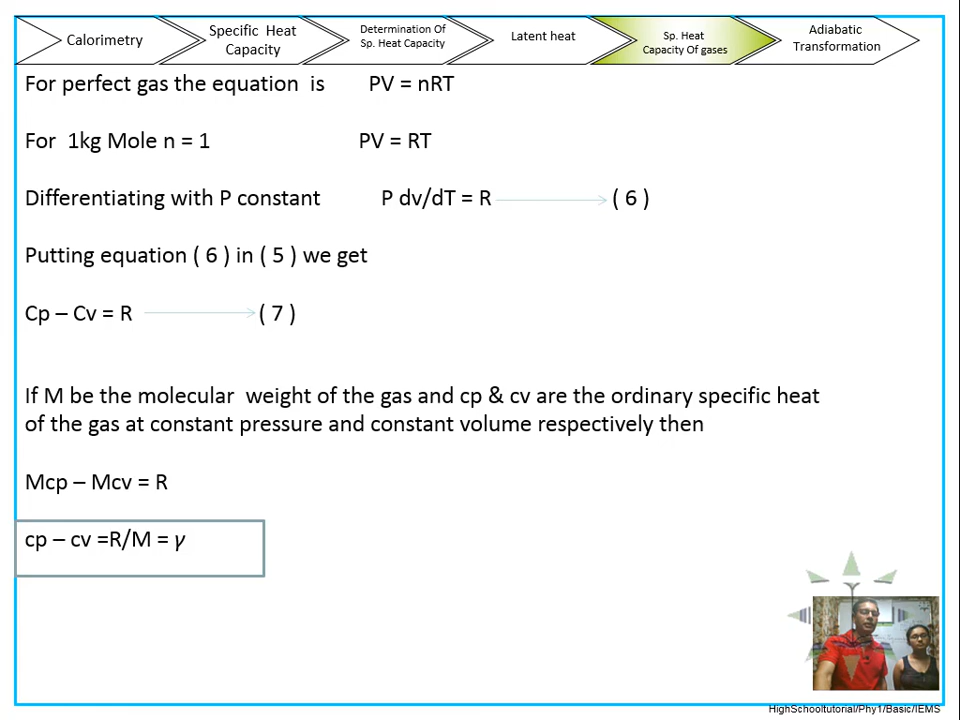 Calorimetry
Specific Heat
Capacity
Determination Of
Sp. Heat Capacity
Latent heat
Sp. Heat
Capacity Of gases
Adiabatic
Transformation
For perfect gas the equation is PV = nRT
For 1kg Mole n = 1 PV = RT
Differentiating with P constant P dv/dT = R ( 6 )
Putting equation ( 6 ) in ( 5 ) we get
Cp – Cv = R ( 7 )
If M be the molecular weight of the gas and cp & cv are the ordinary specific heat
of the gas at constant pressure and constant volume respectively then
Mcp – Mcv = R
cp – cv =R/M = γ
HighSchooltutorial/Phy1/Basic/IEMS